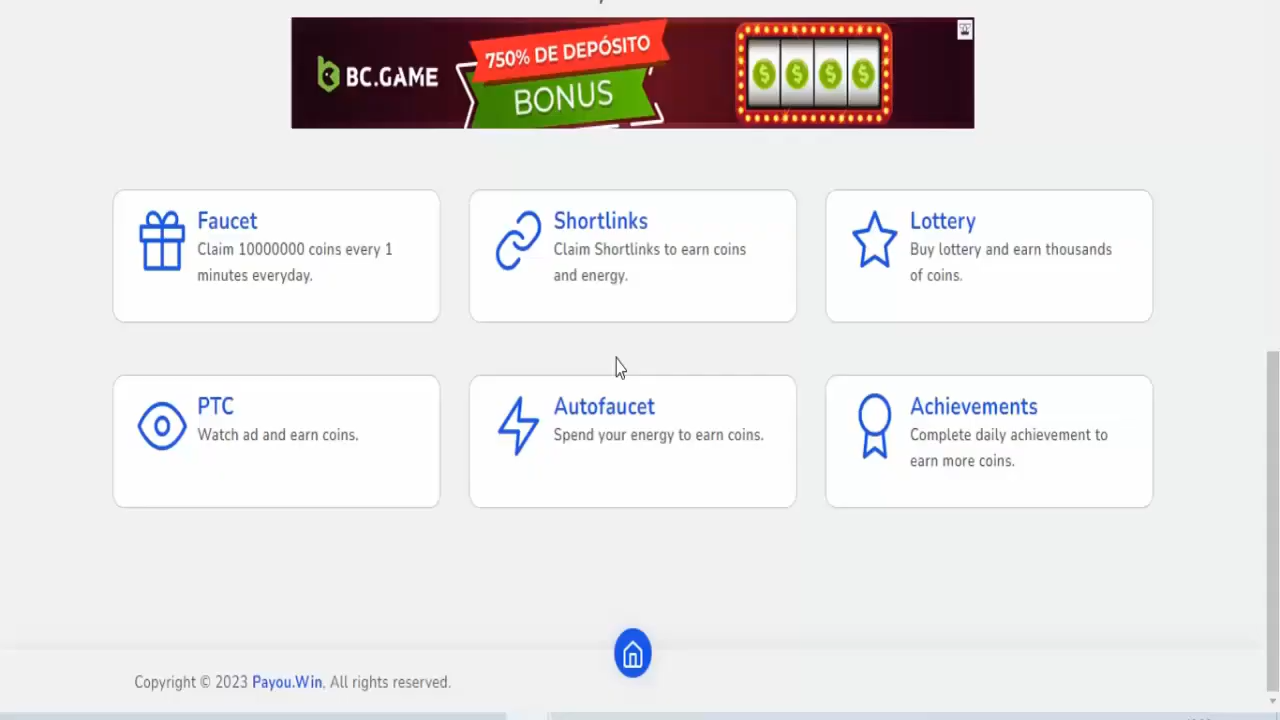 BC.GAME
750% DE DEPÓSITO
BONUS
$ $ $ $
Faucet
Claim 10000000 coins every 1
minutes everyday.
Shortlinks
Claim Shortlinks to earn coins
and energy.
Lottery
Buy lottery and earn thousands
of coins.
PTC
Watch ad and earn coins.
Autofaucet
Spend your energy to earn coins.
Achievements
Complete daily achievement to
earn more coins.
Copyright © 2023 Payou.Win, All rights reserved.